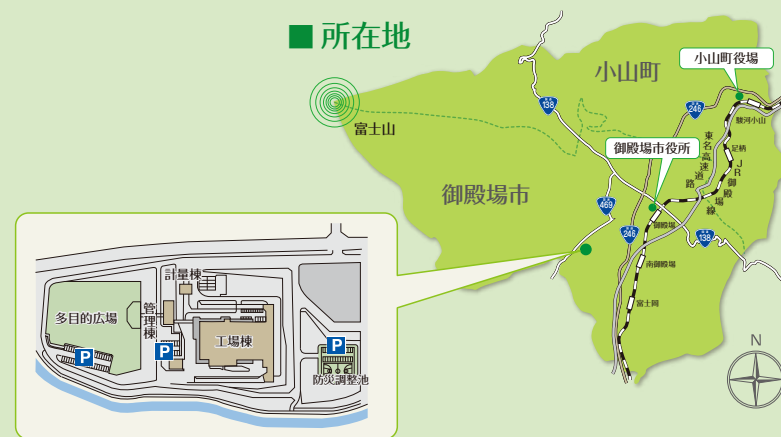 ■ 所在地
富士山
小山町
小山町役場
138
246
駿河小山
足柄
東名高速道路
JR御殿場線
御殿場市役所
御殿場市
469
246
御殿場
138
南御殿場
富士岡
N
計量棟
多目的広場
管理棟
工場棟
P
P
P
防災調整池